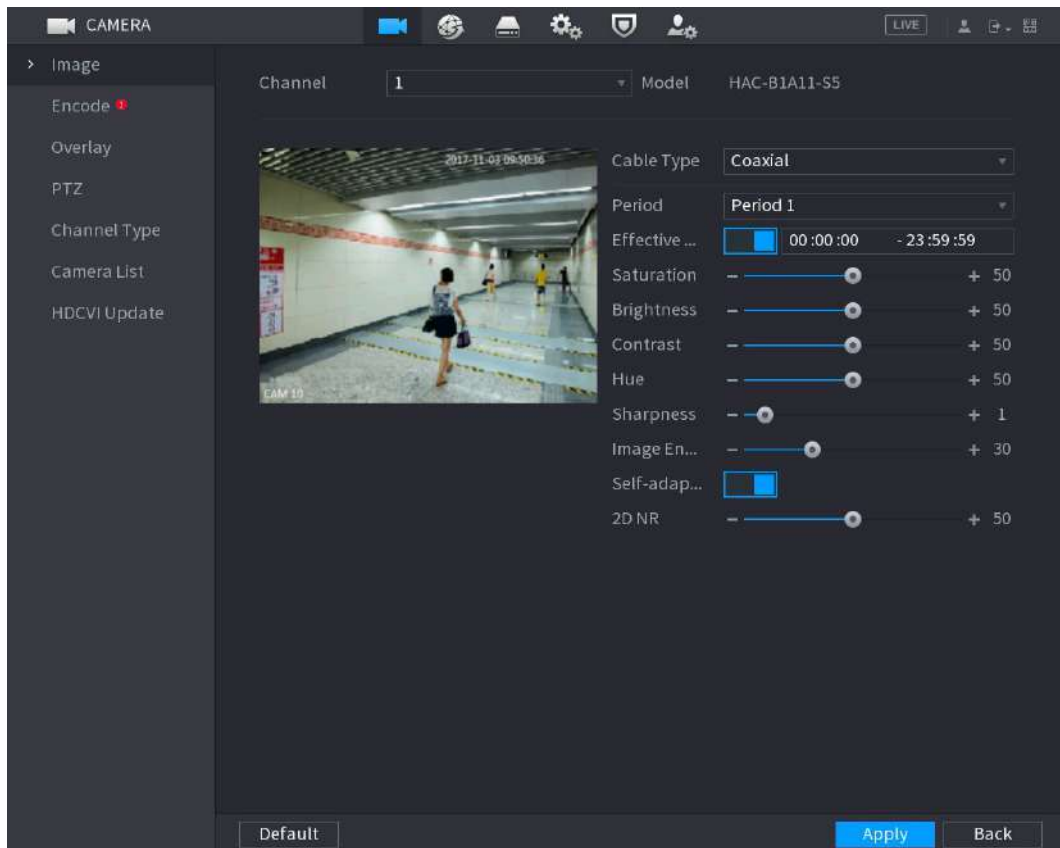 CAMERA
LIVE
Image
Encode
Overlay
PTZ
Channel Type
Camera List
HDCVI Update
Channel 1 Model HAC-B1A11-S5
2017-11-03 09:50:36
CAM 10
Cable Type Coaxial
Period Period 1
Effective ... 00 :00 :00 - 23 :59 :59
Saturation - + 50
Brightness - + 50
Contrast - + 50
Hue - + 50
Sharpness - + 1
Image En... - + 30
Self-adap...
2D NR - + 50
Default Apply Back